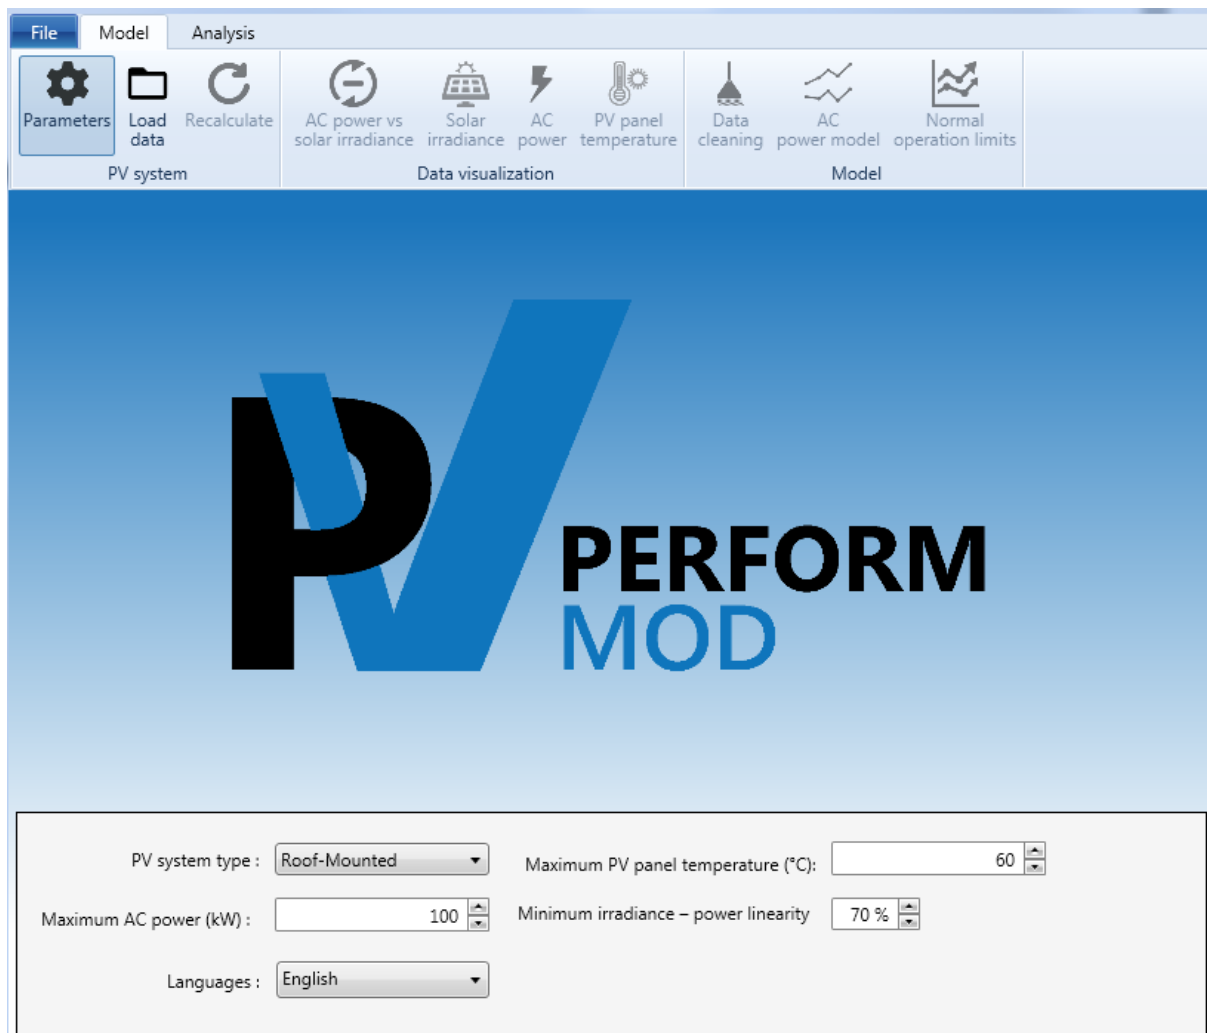 File Model Analysis
Parameters Load data Recalculate AC power vs solar irradiance Solar irradiance AC power PV panel temperature Data cleaning AC power model Normal operation limits
PV system Data visualization Model
PV
PERFORM
MOD
PV system type : Roof-Mounted Maximum PV panel temperature (°C): 60
Maximum AC power (kW) : 100 Minimum irradiance – power linearity 70 %
Languages : English